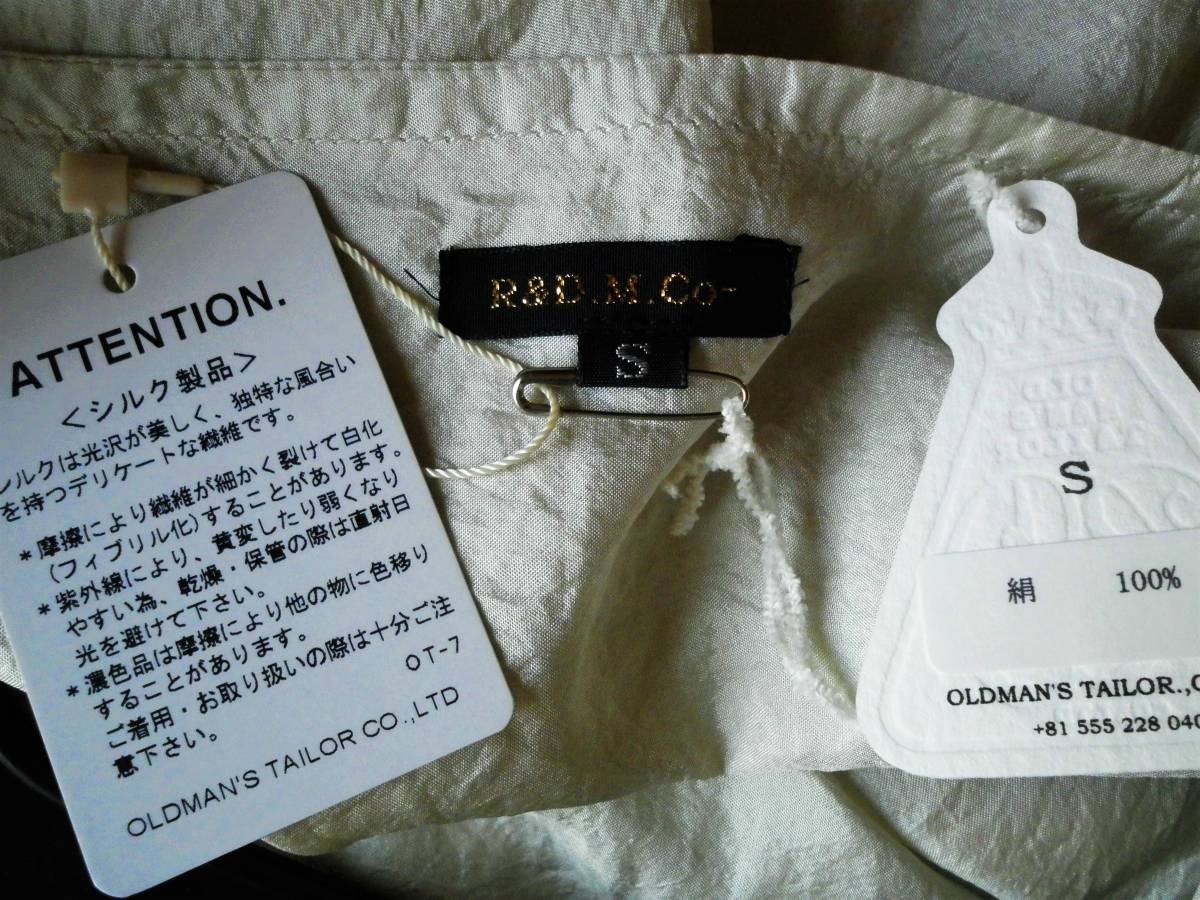 ATTENTION.
<シルク製品>
シルクは光沢が美しく、独特な風合い
を持つデリケートな繊維です。
*摩擦により繊維が細かく裂けて白化
(フィブリル化)することがあります。
*紫外線により、黄変したり弱くなり
やすい為、乾燥・保管の際は直射日
光を避けて下さい。
*濃色品は摩擦により他の物に色移り
することがあります。
ご着用・お取り扱いの際は十分ご注
意下さい。
OT-7
OLDMAN'S TAILOR CO.,LTD
R&D.M.Co-
S
S
絹 100%
OLDMAN'S TAILOR.,C
+81 555 228 040